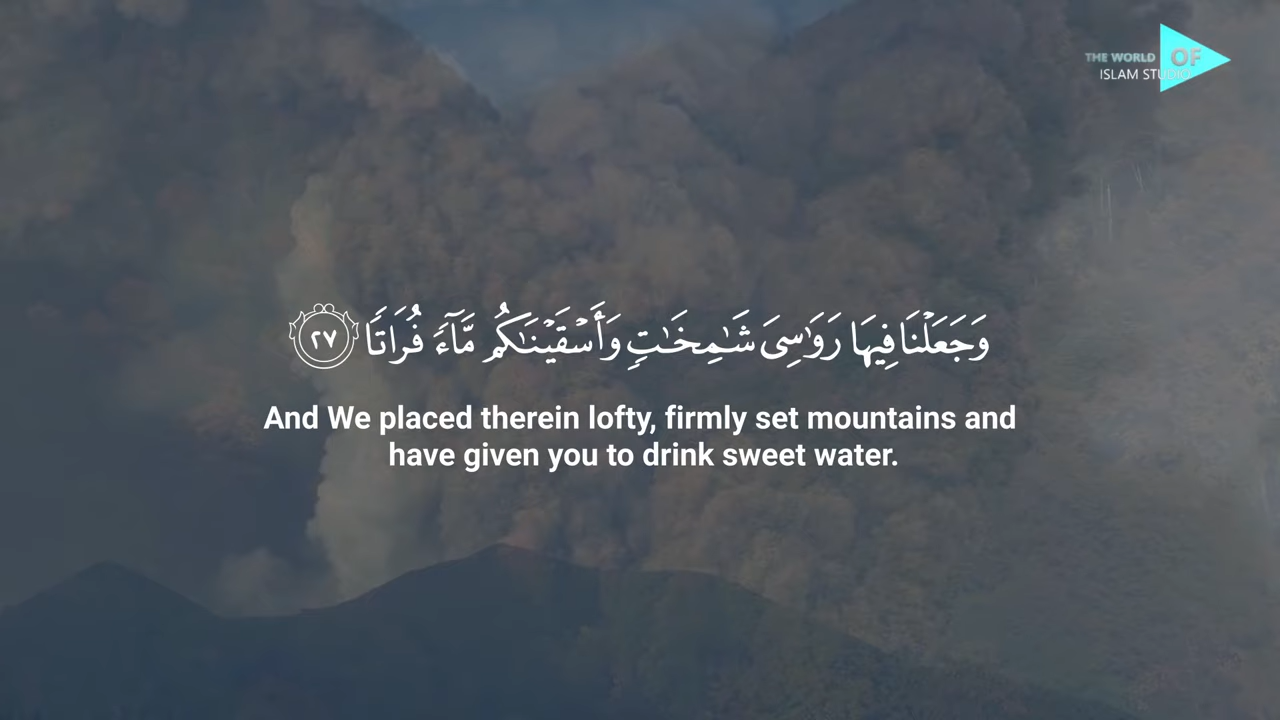 THE WORLD OF
ISLAM STUDIO
وَجَعَلْنَا فِيهَا رَوَٰسِىَ شَـٰمِخَـٰتٍ وَأَسْقَيْنَـٰكُم مَّآءً فُرَاتًا ٢٧
And We placed therein lofty, firmly set mountains and
have given you to drink sweet water.